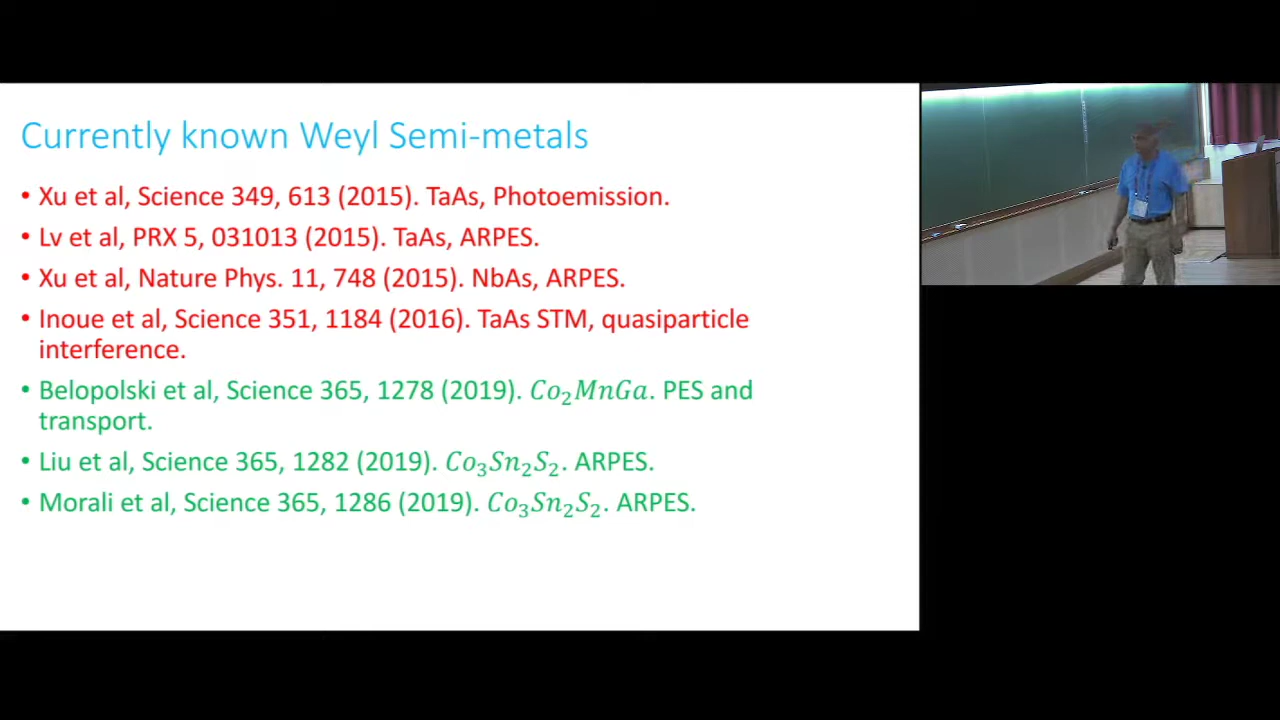 Currently known Weyl Semi-metals
• Xu et al, Science 349, 613 (2015). TaAs, Photoemission.
• Lv et al, PRX 5, 031013 (2015). TaAs, ARPES.
• Xu et al, Nature Phys. 11, 748 (2015). NbAs, ARPES.
• Inoue et al, Science 351, 1184 (2016). TaAs STM, quasiparticle
interference.
• Belopolski et al, Science 365, 1278 (2019). Co₂MnGa. PES and
transport.
• Liu et al, Science 365, 1282 (2019). Co₃Sn₂S₂. ARPES.
• Morali et al, Science 365, 1286 (2019). Co₃Sn₂S₂. ARPES.